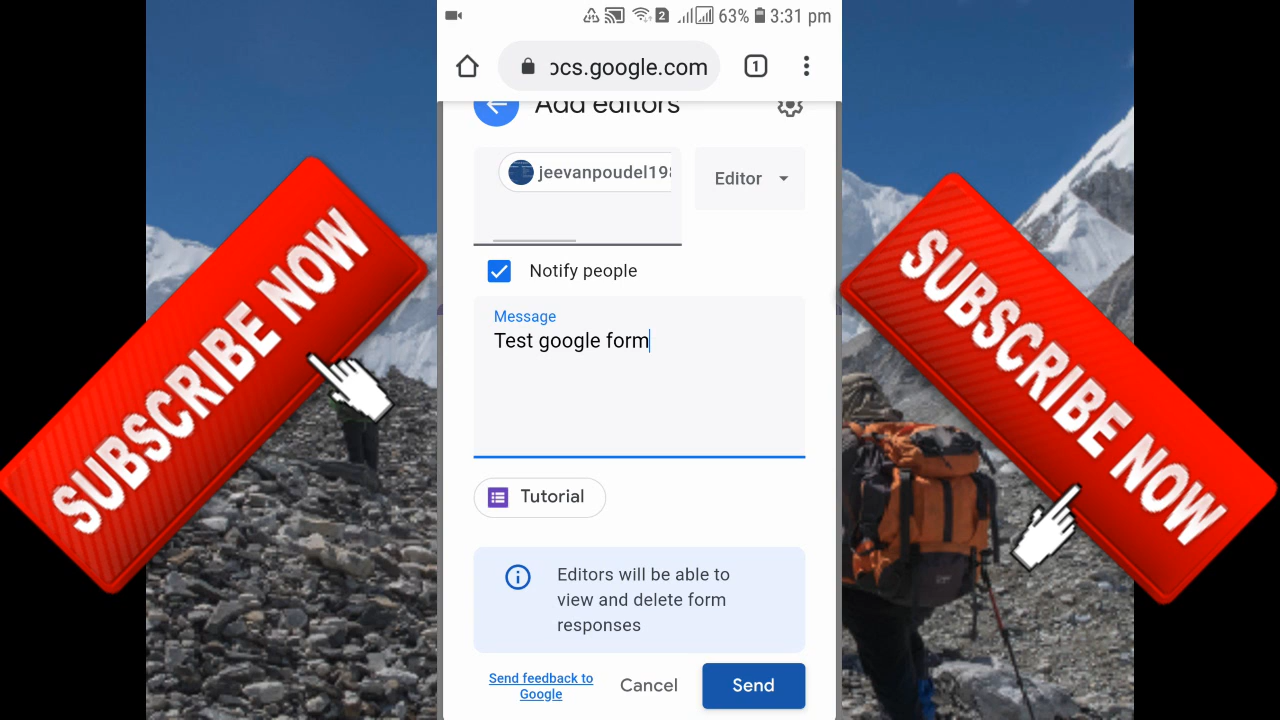 2 63% 3:31 pm
ocs.google.com 1
Add editors
jeevanpoudel198
Editor
Notify people
Message
Test google form
Tutorial
Editors will be able to
view and delete form
responses
Send feedback to
Google
Cancel
Send
SUBSCRIBE NOW
SUBSCRIBE NOW